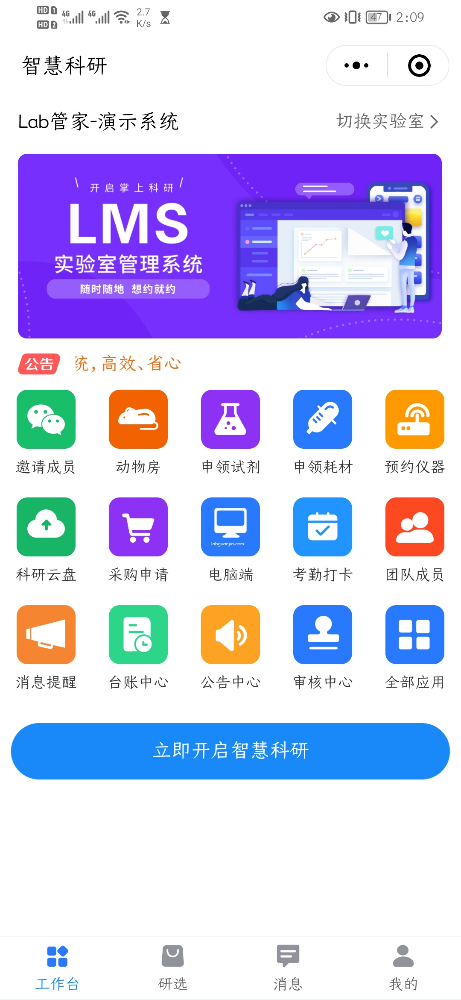 HD 1 4G 4G 2.7 47 2:09
HD 2 K/s
智慧科研
Lab管家-演示系统 切换实验室
开启掌上科研
LMS
实验室管理系统
随时随地 想约就约
公告 统，高效、省心
邀请成员 动物房 申领试剂 申领耗材 预约仪器
labguanjia.com
科研云盘 采购申请 电脑端 考勤打卡 团队成员
消息提醒 台账中心 公告中心 审核中心 全部应用
立即开启智慧科研
工作台 研选 消息 我的